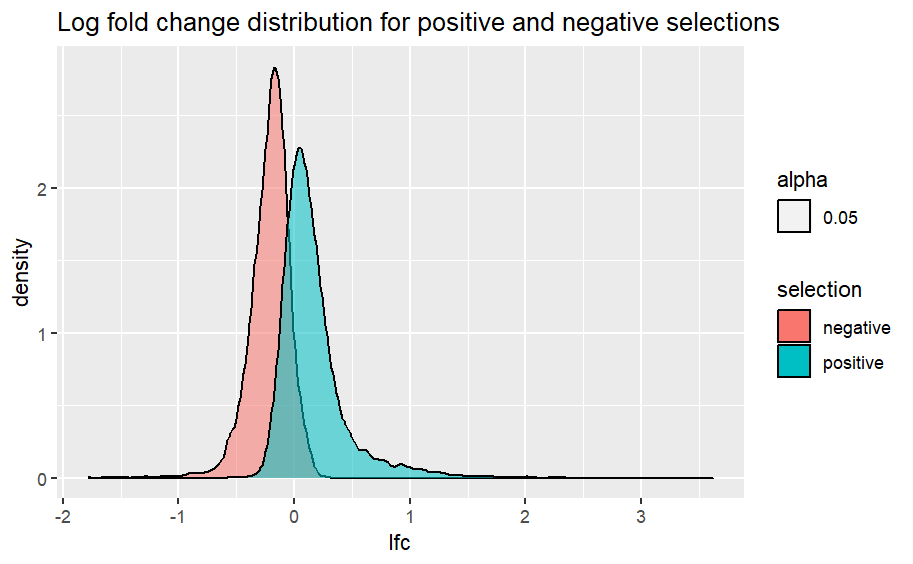 Log fold change distribution for positive and negative selections
density
2
1
0
-2 -1 0 1 2 3
lfc
alpha
0.05
selection
negative
positive